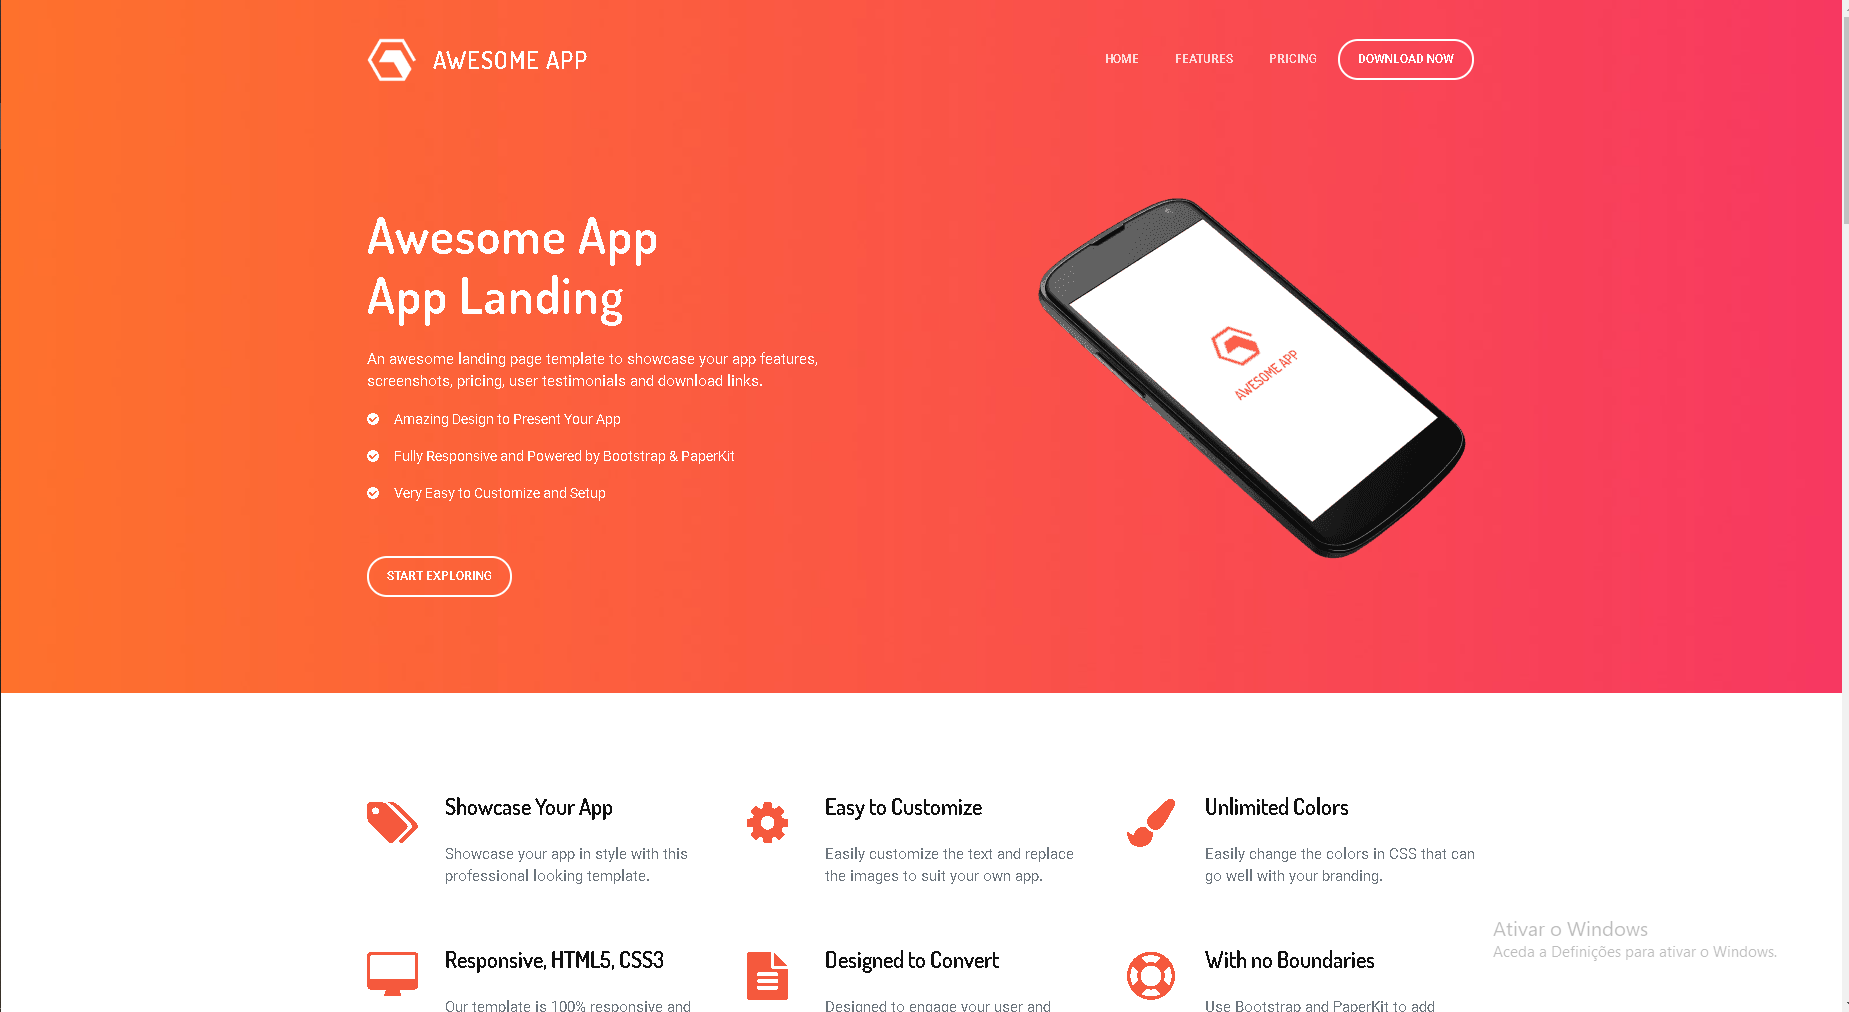 AWESOME APP
HOME
FEATURES
PRICING
DOWNLOAD NOW
Awesome App
App Landing
An awesome landing page template to showcase your app features,
screenshots, pricing, user testimonials and download links.
Amazing Design to Present Your App
Fully Responsive and Powered by Bootstrap & PaperKit
Very Easy to Customize and Setup
START EXPLORING
AWESOME APP
Showcase Your App
Showcase your app in style with this
professional looking template.
Easy to Customize
Easily customize the text and replace
the images to suit your own app.
Unlimited Colors
Easily change the colors in CSS that can
go well with your branding.
Responsive, HTML5, CSS3
Our template is 100% responsive and
Designed to Convert
Designed to engage your user and
With no Boundaries
Use Bootstrap and PaperKit to add
Ativar o Windows
Aceda a Definições para ativar o Windows.